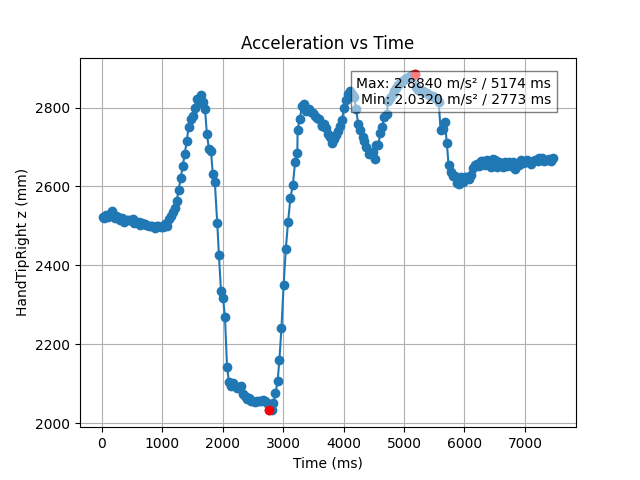 Acceleration vs Time
Max: 2.8840 m/s² / 5174 ms
Min: 2.0320 m/s² / 2773 ms
HandTipRight z (mm)
2800
2600
2400
2200
2000
0 1000 2000 3000 4000 5000 6000 7000
Time (ms)